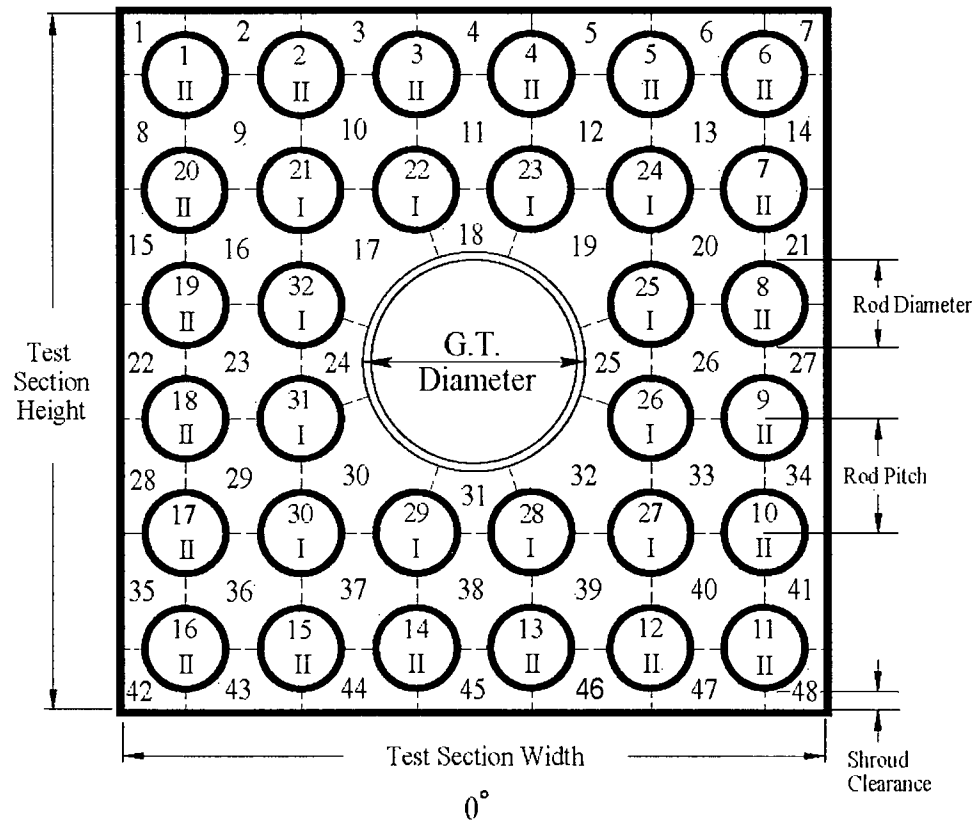 1 2 3 4 5 6 7
1 2 3 4 5 6
II II II II II II
8 9 10 11 12 13 14
20 21 22 23 24 7
II I I I I II
15 16 17 18 19 20 21
19 32 25 8
II I I II
Rod Diameter
G.T.
Diameter
Test
Section
Height
22 23 24 25 26 27
18 31 26 9
II I I II
Rod Pitch
28 29 30 31 32 33 34
17 30 29 28 27 10
II I I I I II
35 36 37 38 39 40 41
16 15 14 13 12 11
II II II II II II
42 43 44 45 46 47 48
Test Section Width
Shroud
Clearance
0°